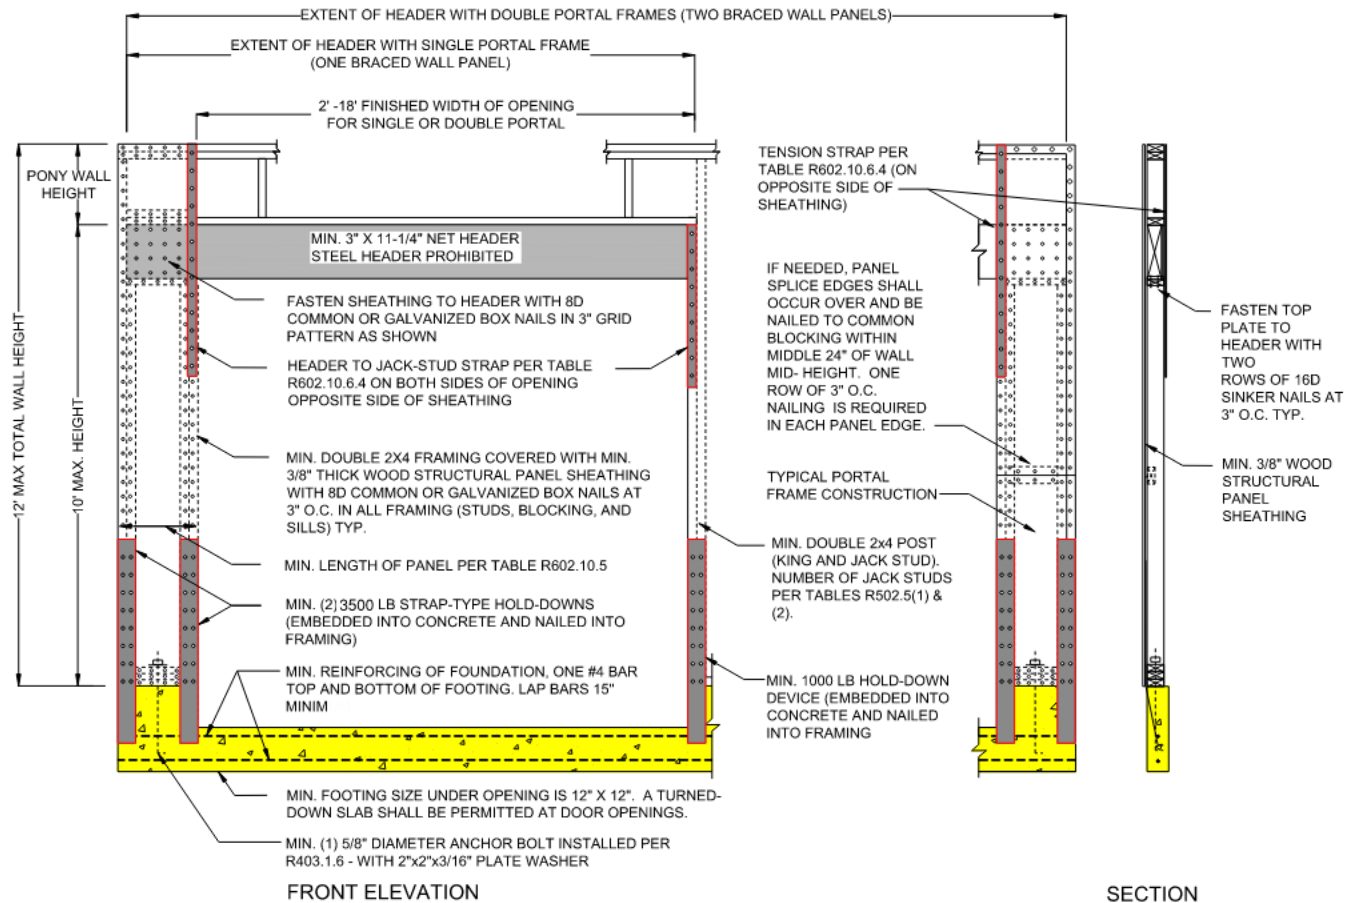 EXTENT OF HEADER WITH DOUBLE PORTAL FRAMES (TWO BRACED WALL PANELS)
EXTENT OF HEADER WITH SINGLE PORTAL FRAME
(ONE BRACED WALL PANEL)
2' -18' FINISHED WIDTH OF OPENING
FOR SINGLE OR DOUBLE PORTAL
PONY WALL
HEIGHT
12' MAX TOTAL WALL HEIGHT
10' MAX. HEIGHT
MIN. 3" X 11-1/4" NET HEADER
STEEL HEADER PROHIBITED
FASTEN SHEATHING TO HEADER WITH 8D
COMMON OR GALVANIZED BOX NAILS IN 3" GRID
PATTERN AS SHOWN
HEADER TO JACK-STUD STRAP PER TABLE
R602.10.6.4 ON BOTH SIDES OF OPENING
OPPOSITE SIDE OF SHEATHING
MIN. DOUBLE 2X4 FRAMING COVERED WITH MIN.
3/8" THICK WOOD STRUCTURAL PANEL SHEATHING
WITH 8D COMMON OR GALVANIZED BOX NAILS AT
3" O.C. IN ALL FRAMING (STUDS, BLOCKING, AND
SILLS) TYP.
MIN. LENGTH OF PANEL PER TABLE R602.10.5
MIN. (2) 3500 LB STRAP-TYPE HOLD-DOWNS
(EMBEDDED INTO CONCRETE AND NAILED INTO
FRAMING)
MIN. REINFORCING OF FOUNDATION, ONE #4 BAR
TOP AND BOTTOM OF FOOTING. LAP BARS 15"
MINIM
MIN. FOOTING SIZE UNDER OPENING IS 12" X 12". A TURNED-
DOWN SLAB SHALL BE PERMITTED AT DOOR OPENINGS.
MIN. (1) 5/8" DIAMETER ANCHOR BOLT INSTALLED PER
R403.1.6 - WITH 2"x2"x3/16" PLATE WASHER
FRONT ELEVATION
TENSION STRAP PER
TABLE R602.10.6.4 (ON
OPPOSITE SIDE OF
SHEATHING)
IF NEEDED, PANEL
SPLICE EDGES SHALL
OCCUR OVER AND BE
NAILED TO COMMON
BLOCKING WITHIN
MIDDLE 24" OF WALL
MID- HEIGHT. ONE
ROW OF 3" O.C.
NAILING IS REQUIRED
IN EACH PANEL EDGE.
TYPICAL PORTAL
FRAME CONSTRUCTION
MIN. DOUBLE 2x4 POST
(KING AND JACK STUD).
NUMBER OF JACK STUDS
PER TABLES R502.5(1) &
(2).
MIN. 1000 LB HOLD-DOWN
DEVICE (EMBEDDED INTO
CONCRETE AND NAILED
INTO FRAMING
FASTEN TOP
PLATE TO
HEADER WITH
TWO
ROWS OF 16D
SINKER NAILS AT
3" O.C. TYP.
MIN. 3/8" WOOD
STRUCTURAL
PANEL
SHEATHING
SECTION